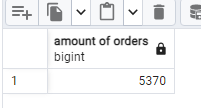 amount of orders
bigint
1 5370